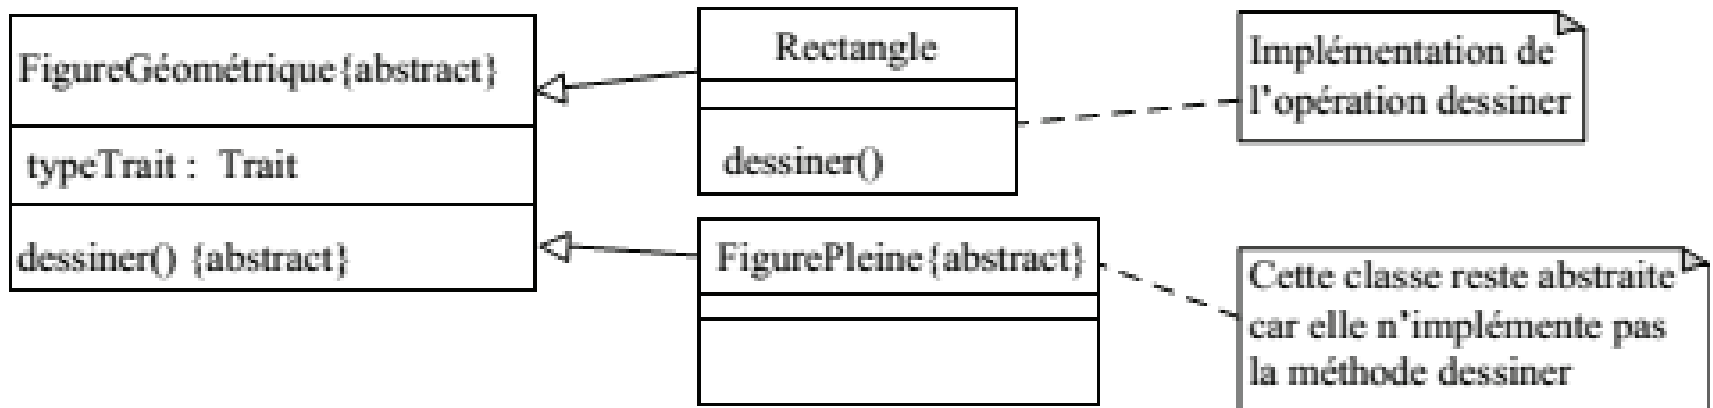 FigureGéométrique{abstract}
typeTrait : Trait
dessiner() {abstract}
Rectangle
dessiner()
Implémentation de
l'opération dessiner
FigurePleine{abstract}
Cette classe reste abstraite
car elle n'implémente pas
la méthode dessiner